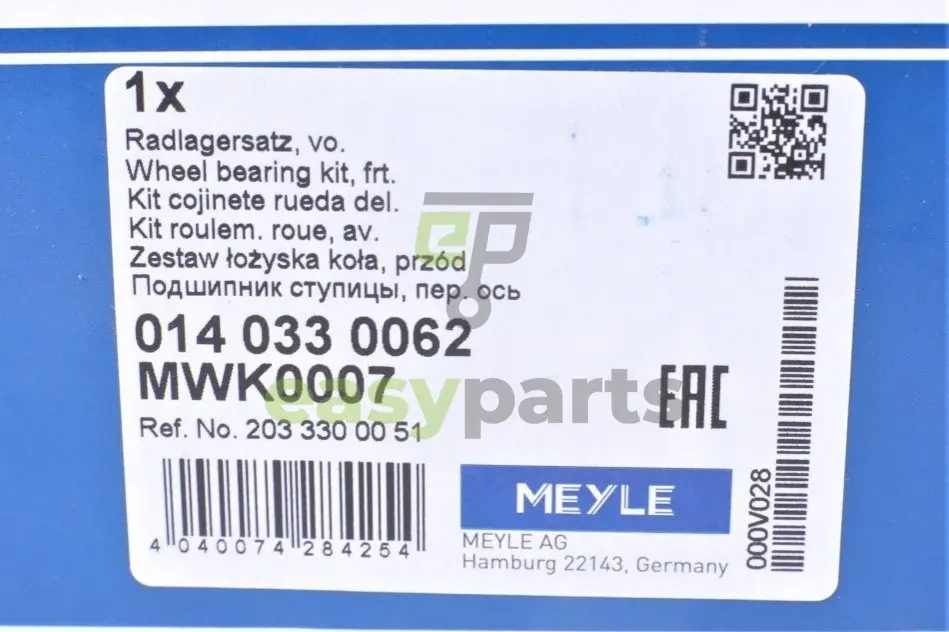 1x
Radlagersatz, vo.
Wheel bearing kit, frt.
Kit cojinete rueda del.
Kit roulem. roue, av.
Zestaw łożyska koła, przód
Подшипник ступицы, пер. ось
014 033 0062
MWK0007
Ref. No. 203 330 00 51
4 040074 284254
EAC
MEYLE
MEYLE AG
Hamburg 22143, Germany
000V028
ep
easyparts